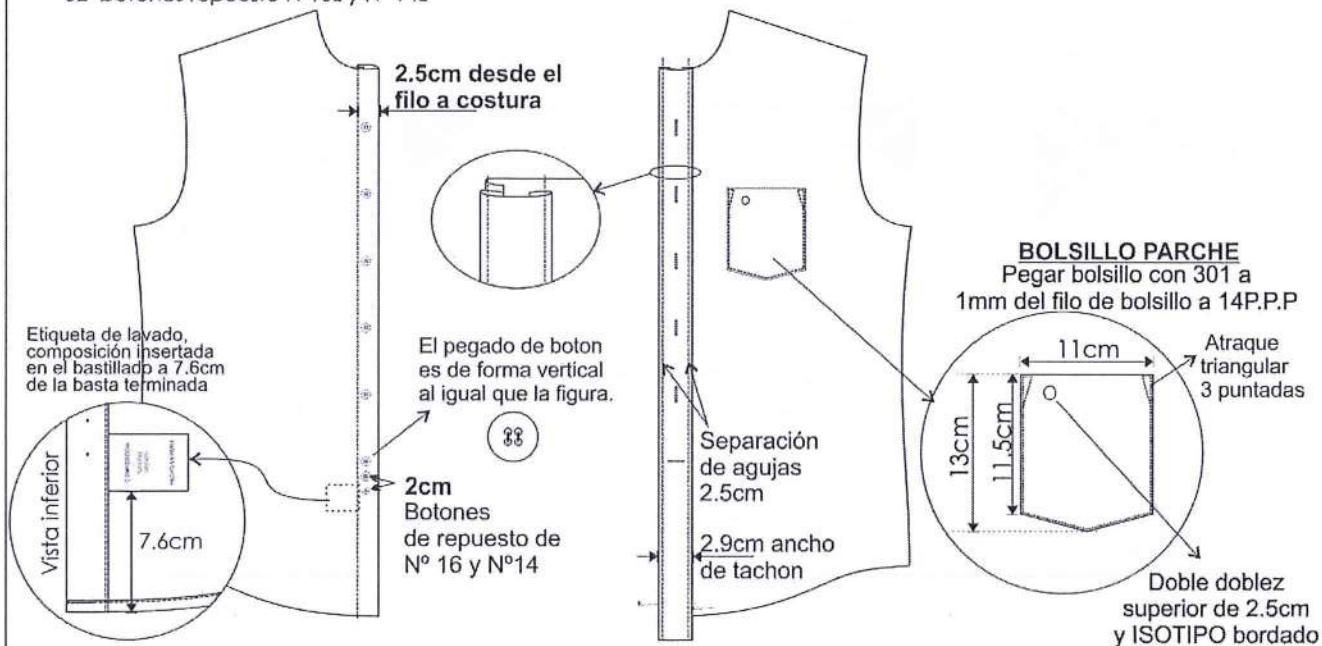 2.5cm desde el
filo a costura
BOLSILLO PARCHE
Pegar bolsillo con 301 a
1mm del filo de bolsillo a 14P.P.P
11cm
Atraque
triangular
3 puntadas
13cm
11.5cm
Etiqueta de lavado,
composición insertada
en el bastillado a 7.6cm
de la basta terminada
El pegado de boton
es de forma vertical
al igual que la figura.
Vista inferior
7.6cm
2cm
Botones
de repuesto de
Nº 16 y Nº14
Separación
de agujas
2.5cm
2.9cm ancho
de tachon
Doble doblez
superior de 2.5cm
y ISOTIPO bordado